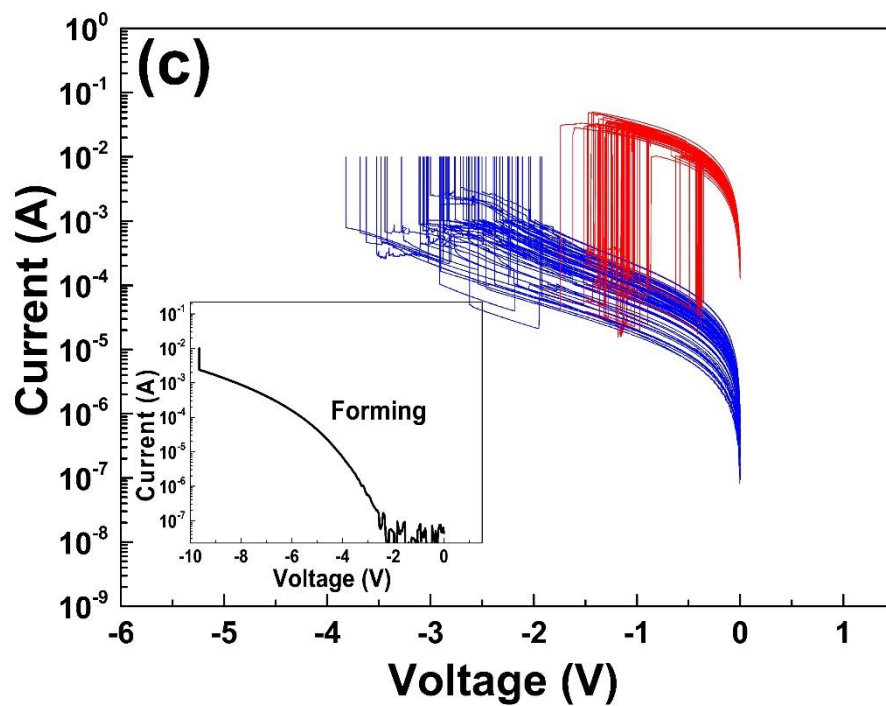 (c)
10^0
10^-1
10^-2
10^-3
10^-4
10^-5
10^-6
10^-7
10^-8
10^-9
Current (A)
-6 -5 -4 -3 -2 -1 0 1
Voltage (V)
10^-1
10^-2
10^-3
10^-4
10^-5
10^-6
10^-7
Current (A)
Forming
-10 -8 -6 -4 -2 0
Voltage (V)